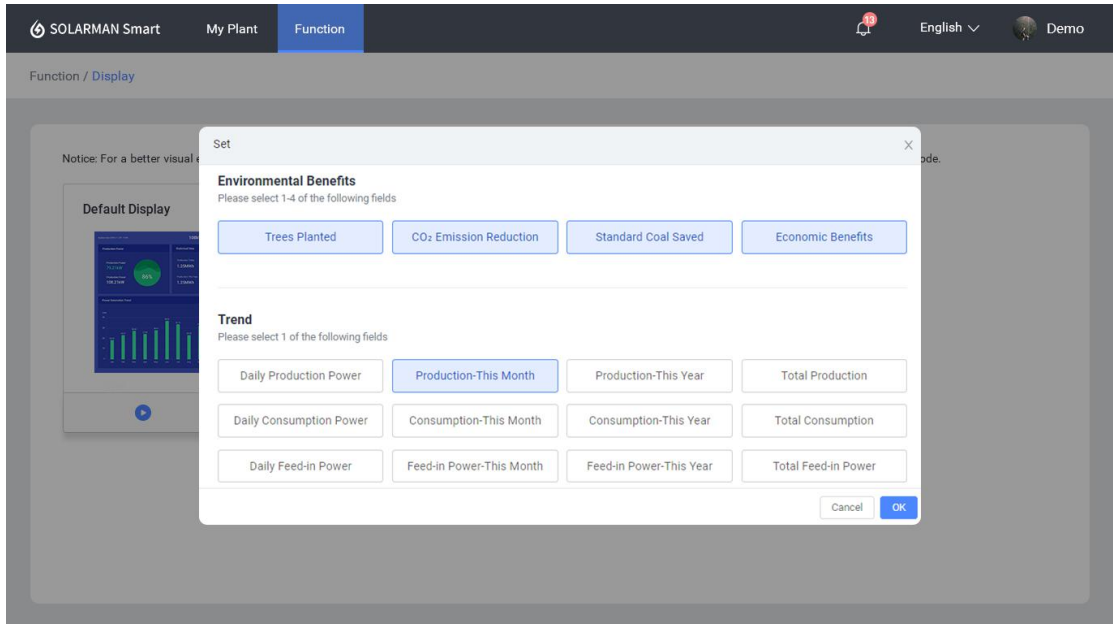 SOLARMAN Smart My Plant Function 13 English Demo
Function / Display
Set X
Notice: For a better visual ode.
Environmental Benefits
Please select 1-4 of the following fields
Default Display
Trees Planted CO₂ Emission Reduction Standard Coal Saved Economic Benefits
86%
Trend
Please select 1 of the following fields
Daily Production Power Production-This Month Production-This Year Total Production
Daily Consumption Power Consumption-This Month Consumption-This Year Total Consumption
Daily Feed-in Power Feed-in Power-This Month Feed-in Power-This Year Total Feed-in Power
Cancel OK